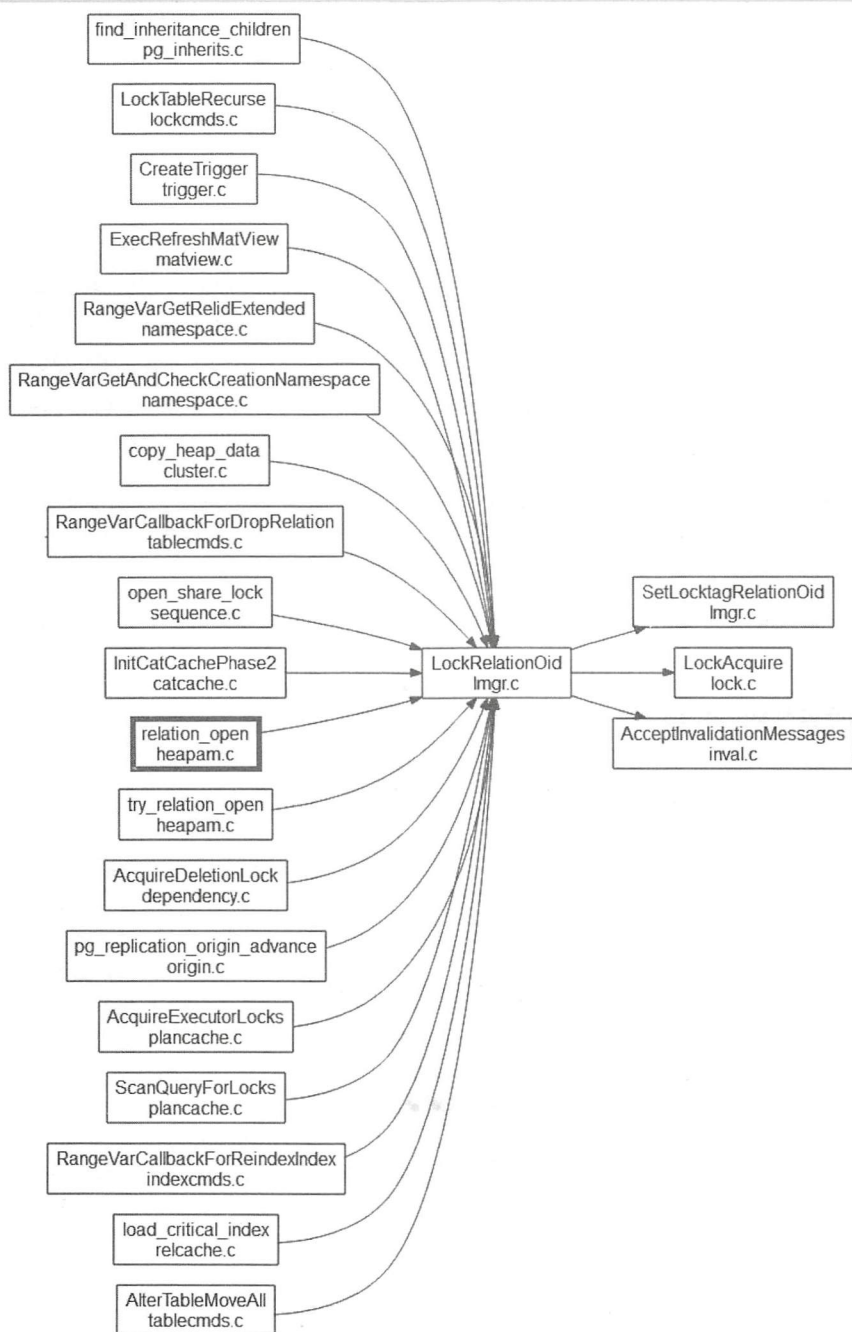 find_inheritance_children
pg_inherits.c
LockTableRecurse
lockcmds.c
CreateTrigger
trigger.c
ExecRefreshMatView
matview.c
RangeVarGetRelidExtended
namespace.c
RangeVarGetAndCheckCreationNamespace
namespace.c
copy_heap_data
cluster.c
RangeVarCallbackForDropRelation
tablecmds.c
open_share_lock
sequence.c
InitCatCachePhase2
catcache.c
relation_open
heapam.c
try_relation_open
heapam.c
AcquireDeletionLock
dependency.c
pg_replication_origin_advance
origin.c
AcquireExecutorLocks
plancache.c
ScanQueryForLocks
plancache.c
RangeVarCallbackForReindexIndex
indexcmds.c
load_critical_index
relcache.c
AlterTableMoveAll
tablecmds.c
LockRelationOid
lmgr.c
SetLocktagRelationOid
lmgr.c
LockAcquire
lock.c
AcceptInvalidationMessages
inval.c